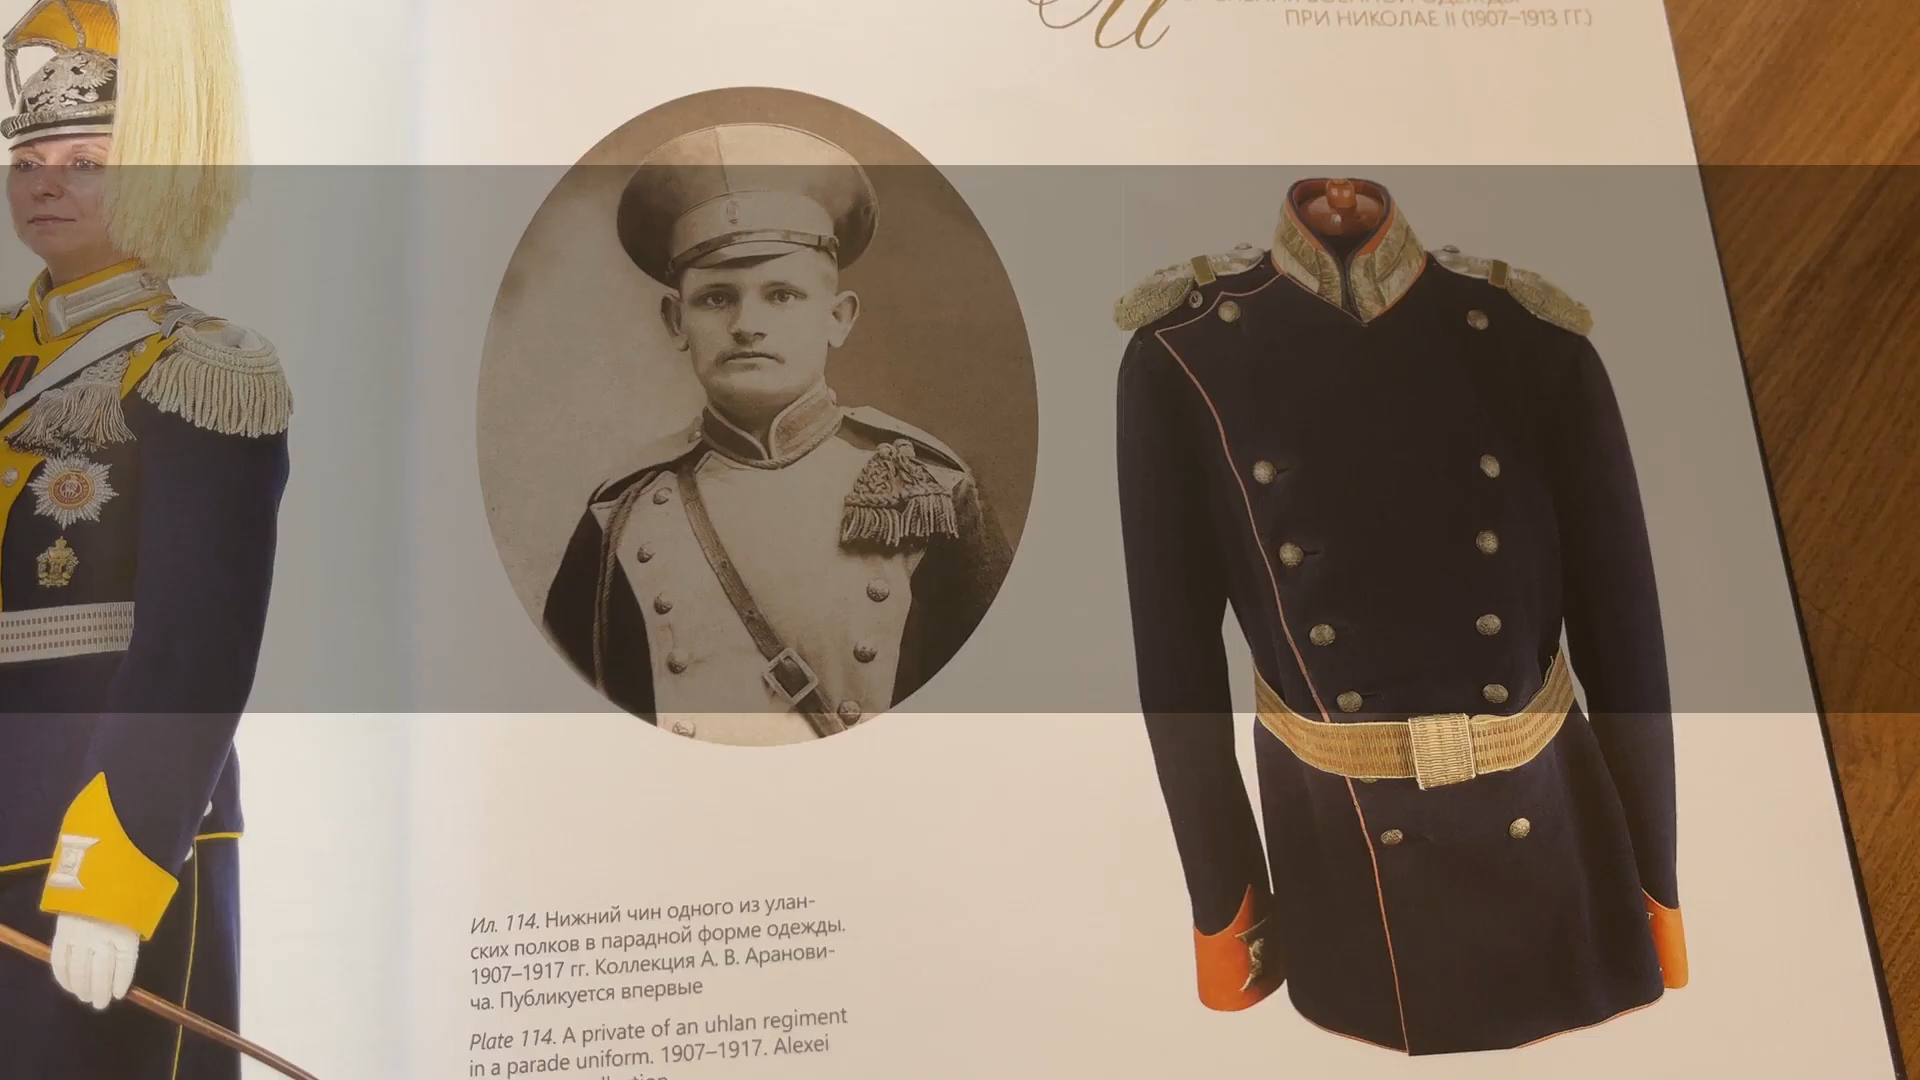 И
ПРИ НИКОЛАЕ II (1907–1913 ГГ.)
Ил. 114. Нижний чин одного из улан-
ских полков в парадной форме одежды.
1907–1917 гг. Коллекция А. В. Аранови-
ча. Публикуется впервые
Plate 114. A private of an uhlan regiment
in a parade uniform. 1907–1917. Alexei